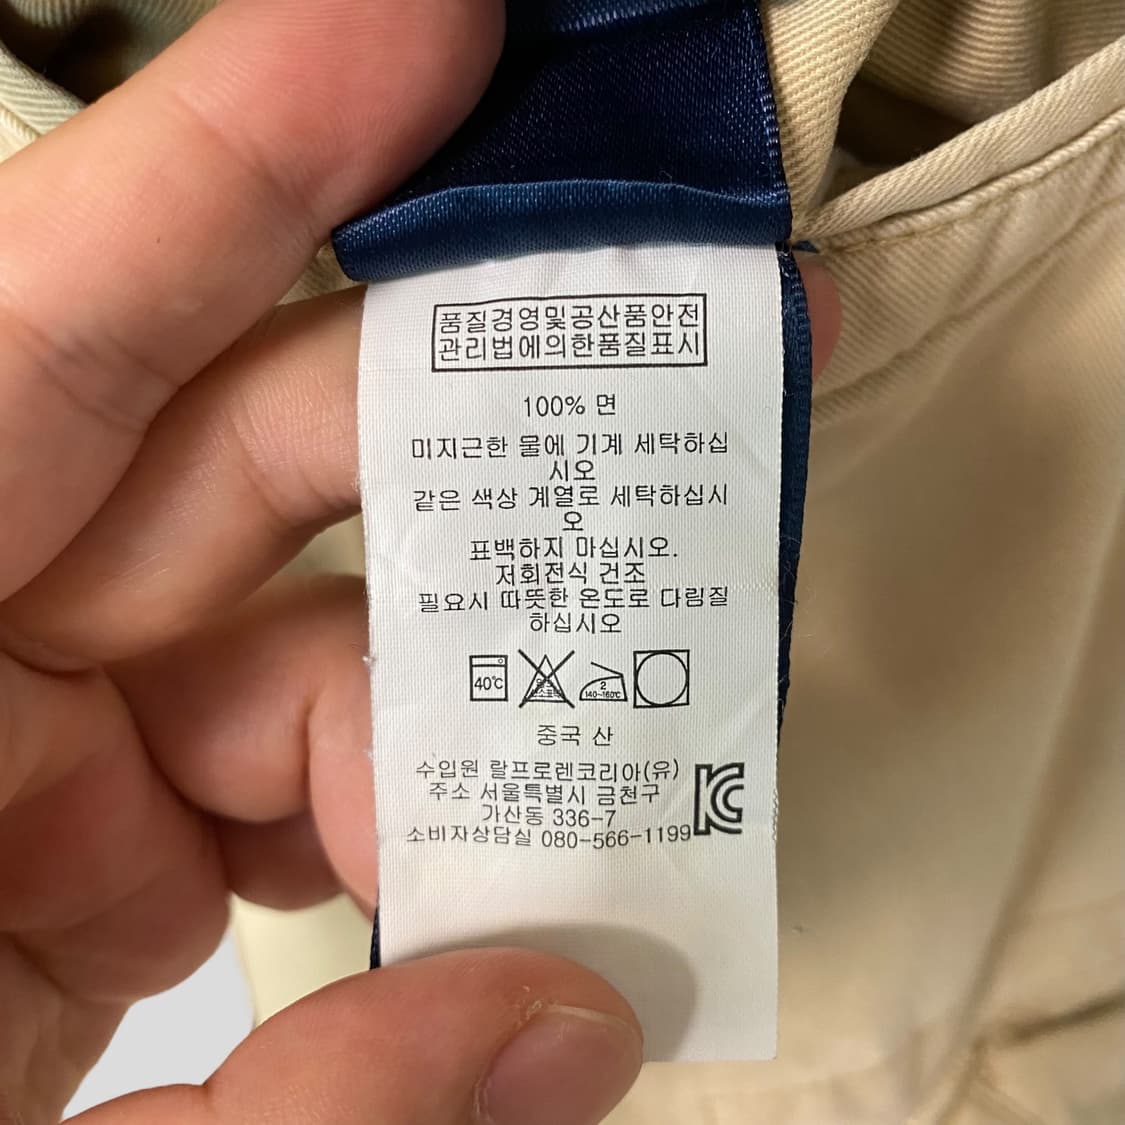 품질경영및공산품안전
관리법에의한품질표시
100% 면
미지근한 물에 기계 세탁하십
시오
같은 색상 계열로 세탁하십시
오
표백하지 마십시오.
저회전식 건조
필요시 따뜻한 온도로 다림질
하십시오
40℃
2
140~160℃
중국 산
수입원 랄프로렌코리아(유)
주소 서울특별시 금천구
가산동 336-7
소비자상담실 080-566-1199
KC